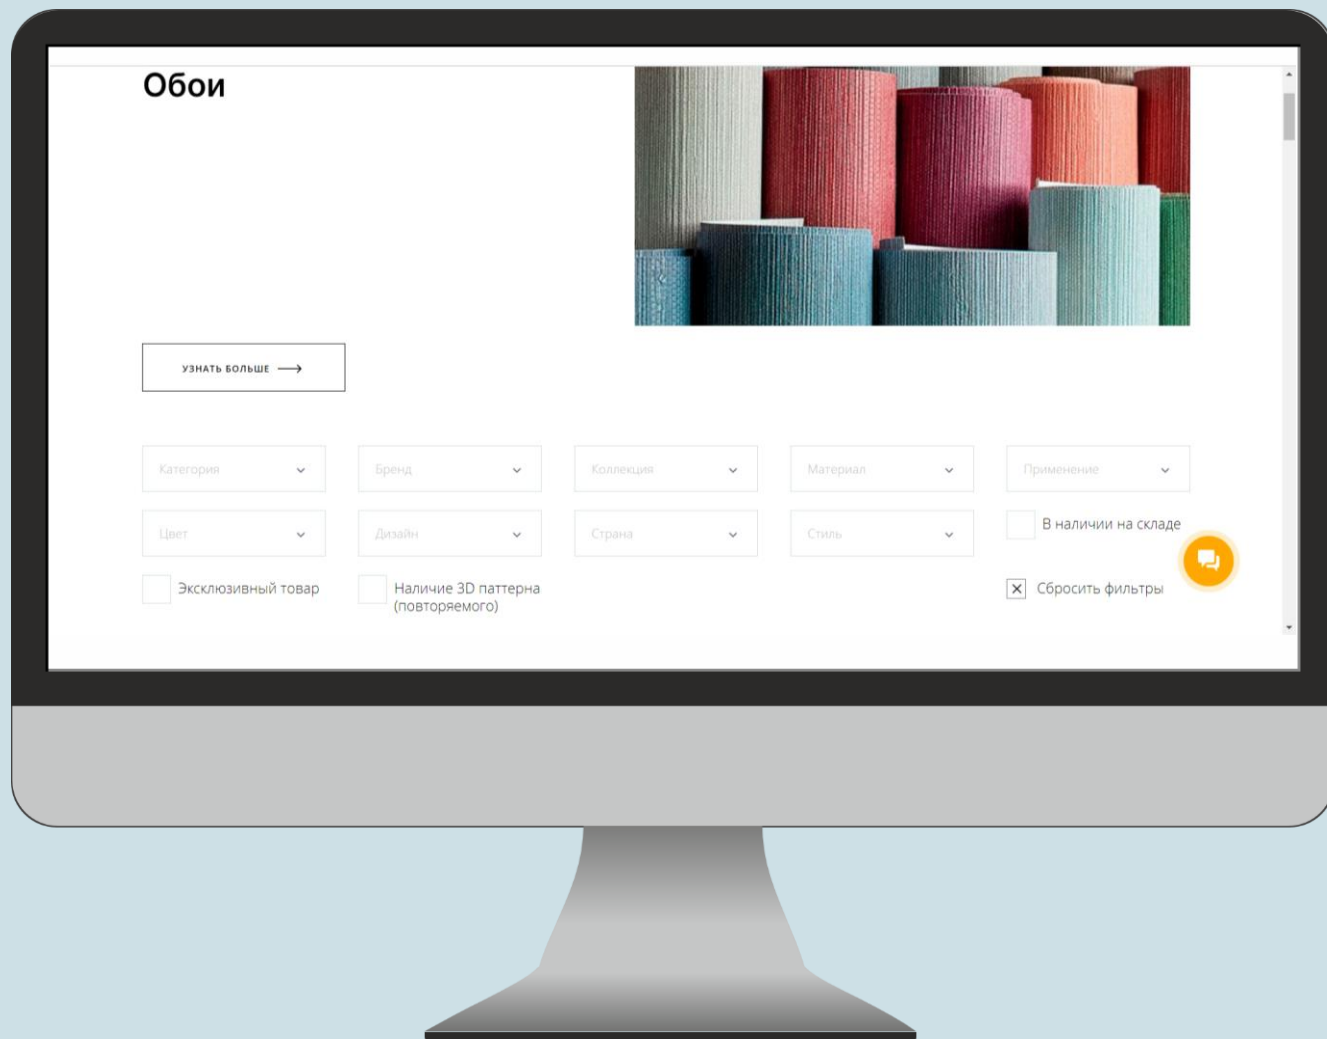 Обои
УЗНАТЬ БОЛЬШЕ
Категория
Бренд
Коллекция
Материал
Применение
Цвет
Дизайн
Страна
Стиль
В наличии на складе
Эксклюзивный товар
Наличие 3D паттерна
(повторяемого)
Сбросить фильтры